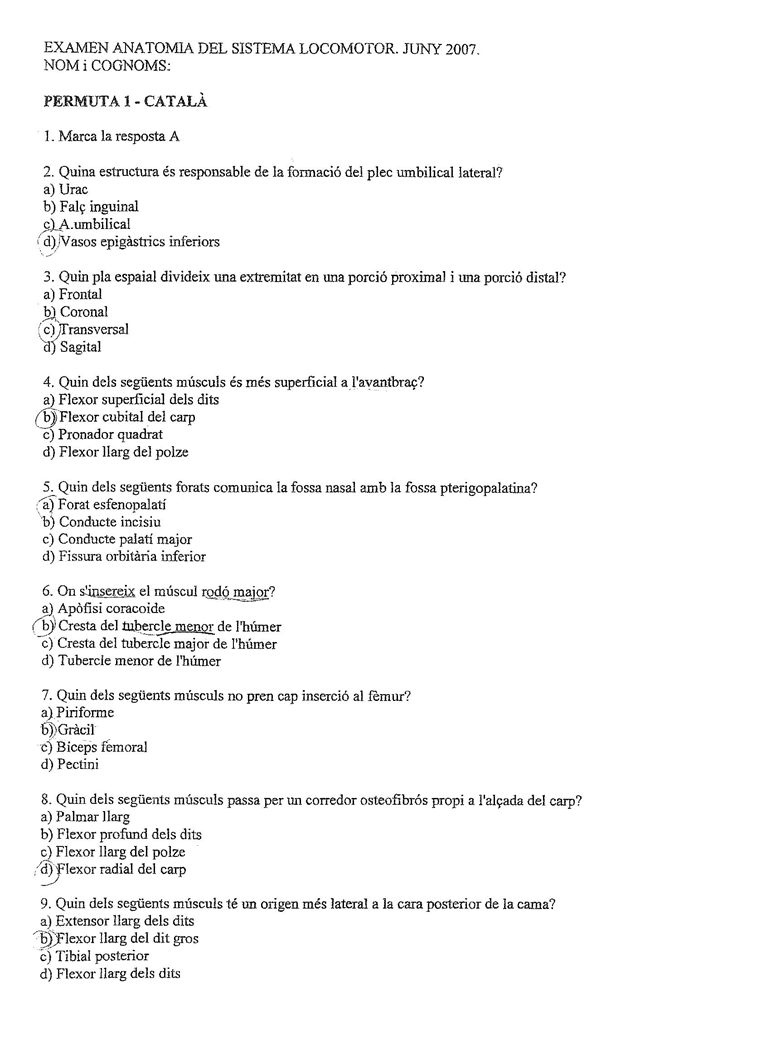 EXAMEN ANATOMIA DEL SISTEMA LOCOMOTOR. JUNY 2007.
NOM i COGNOMS:
PERMUTA 1 - CATALÀ
1. Marca la resposta A
2. Quina estructura és responsable de la formació del plec umbilical lateral?
a) Urac
b) Falç inguinal
c) A.umbilical
d) Vasos epigàstrics inferiors
3. Quin pla espaial divideix una extremitat en una porció proximal i una porció distal?
a) Frontal
b) Coronal
c) Transversal
d) Sagital
4. Quin dels següents músculs és més superficial a l'avantbraç?
a) Flexor superficial dels dits
b) Flexor cubital del carp
c) Pronador quadrat
d) Flexor llarg del polze
5. Quin dels següents forats comunica la fossa nasal amb la fossa pterigopalatina?
a) Forat esfenopalatí
b) Conducte incisiu
c) Conducte palatí major
d) Fissura orbitària inferior
6. On s'insereix el múscul rodó major?
a) Apòfisi coracoide
b) Cresta del tubercle menor de l'húmer
c) Cresta del tubercle major de l'húmer
d) Tubercle menor de l'húmer
7. Quin dels següents músculs no pren cap inserció al fèmur?
a) Piriforme
b) Gràcil
c) Bíceps femoral
d) Pectini
8. Quin dels següents músculs passa per un corredor osteofibrós propi a l'alçada del carp?
a) Palmar llarg
b) Flexor profund dels dits
c) Flexor llarg del polze
d) Flexor radial del carp
9. Quin dels següents músculs té un origen més lateral a la cara posterior de la cama?
a) Extensor llarg dels dits
b) Flexor llarg del dit gros
c) Tibial posterior
d) Flexor llarg dels dits